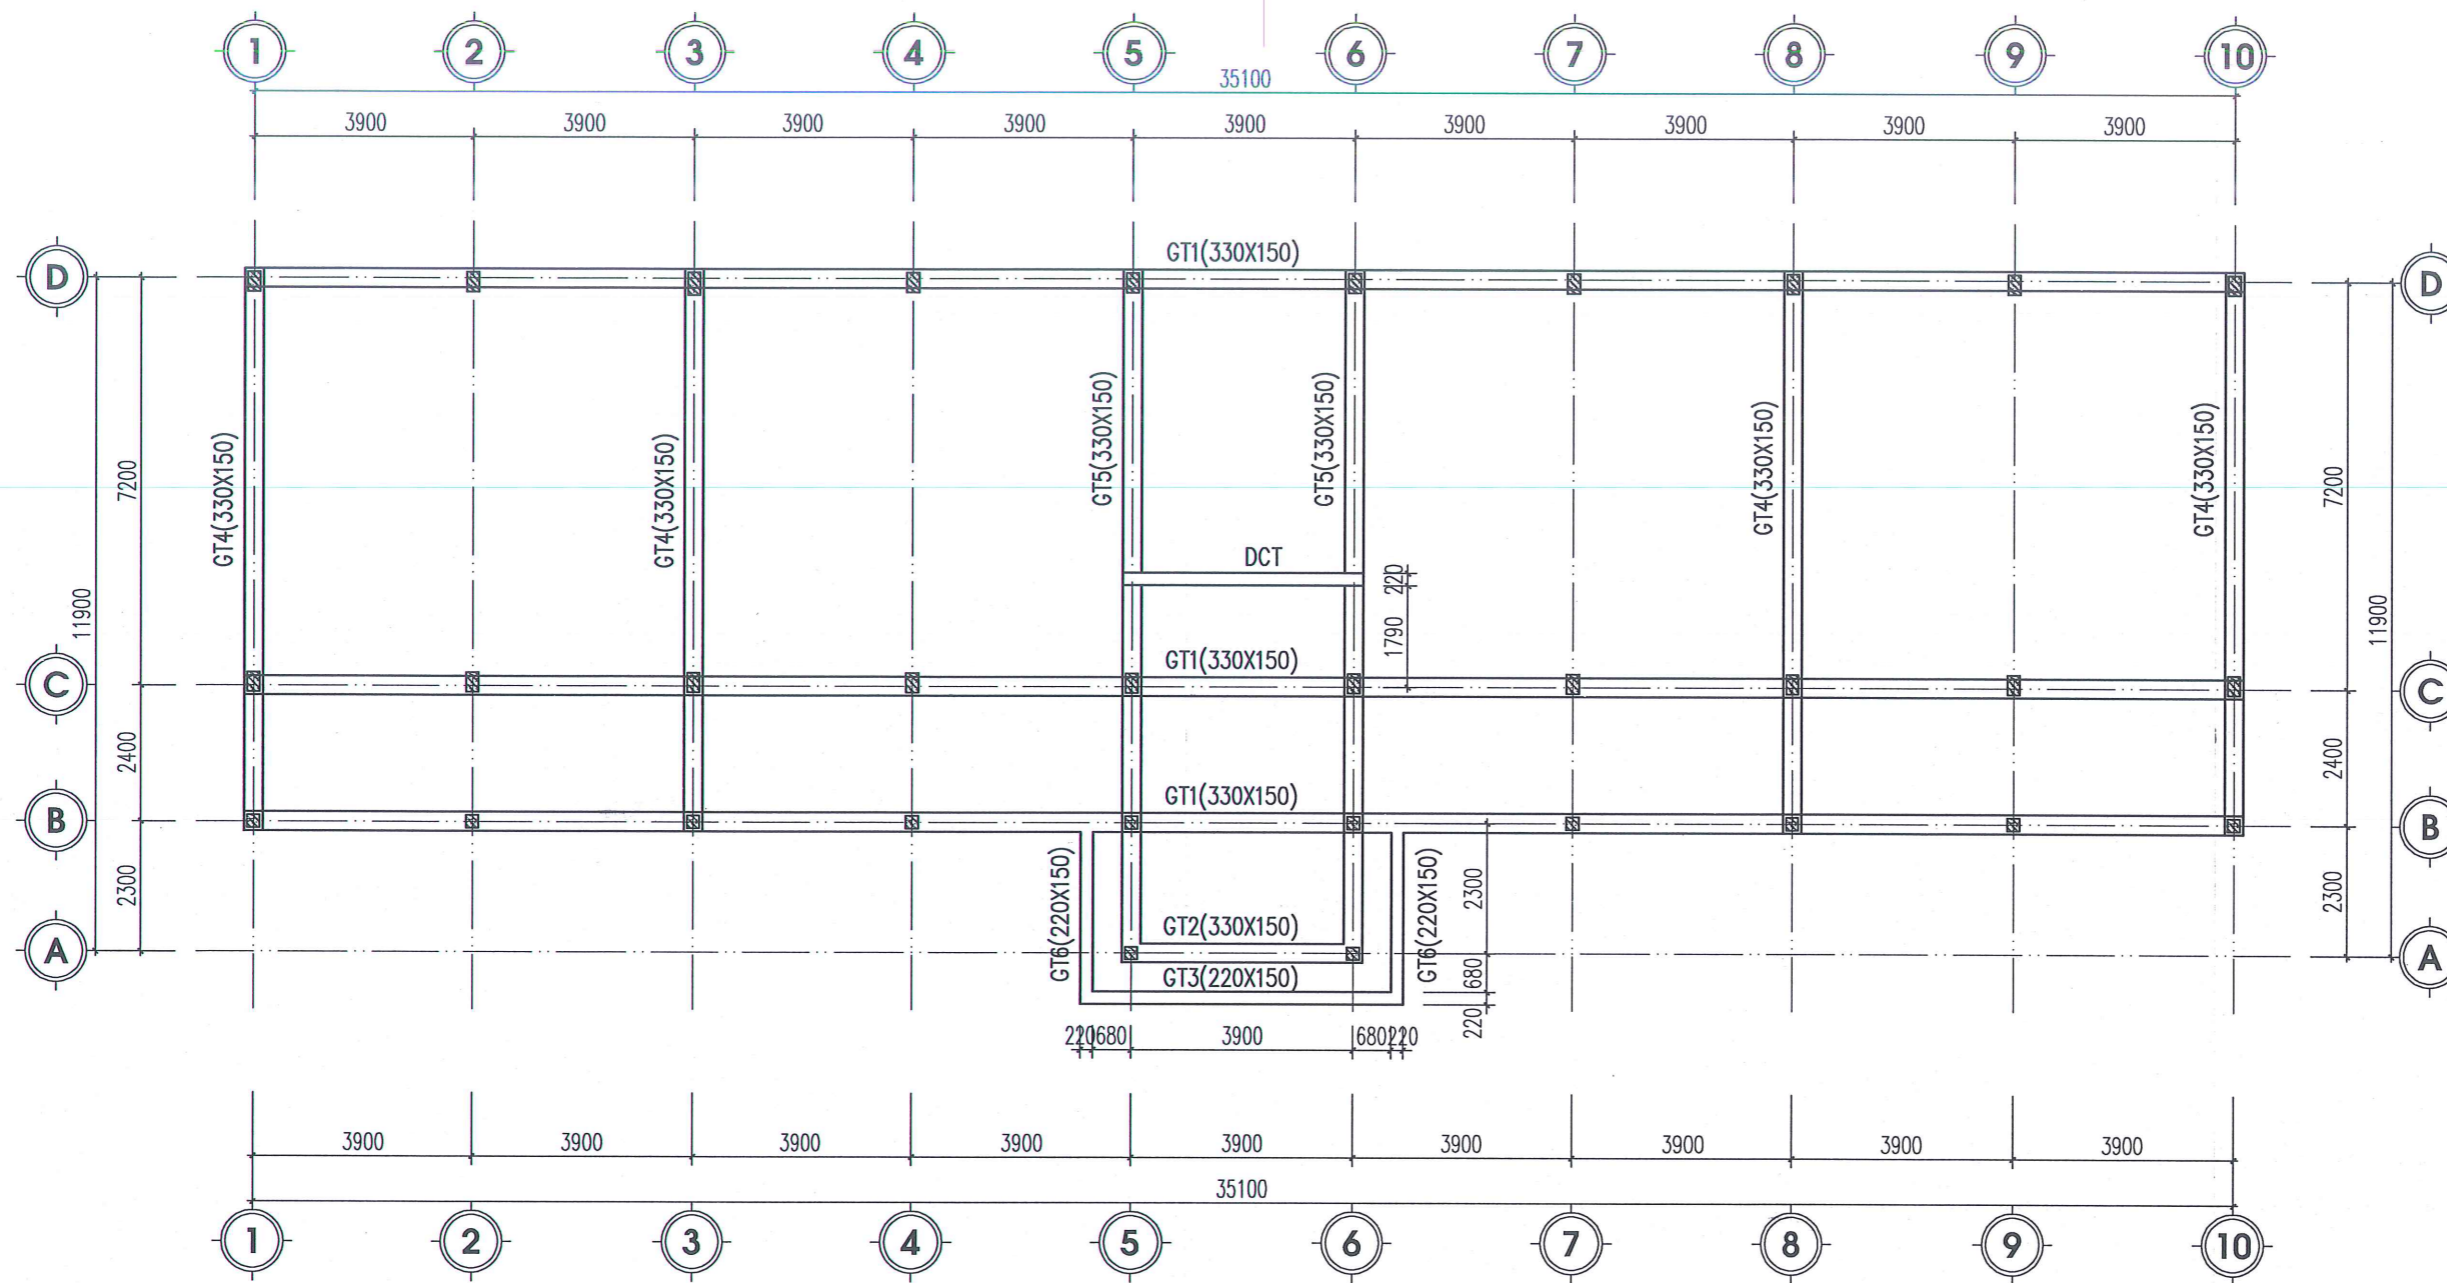 1 2 3 4 5 6 7 8 9 10
35100
3900 3900 3900 3900 3900 3900 3900 3900 3900
GT1(330X150)
D D
GT4(330X150) GT4(330X150) GT5(330X150) GT5(330X150) GT4(330X150) GT4(330X150)
7200 7200
DCT
220
11900 11900
1790
GT1(330X150)
C C
2400 2400
GT1(330X150)
B B
2300 GT6(220X150) GT6(220X150) 2300 2300
GT2(330X150)
A A
GT3(220X150)
680
220
220 680 3900 680 220
3900 3900 3900 3900 3900 3900 3900 3900 3900
35100
1 2 3 4 5 6 7 8 9 10